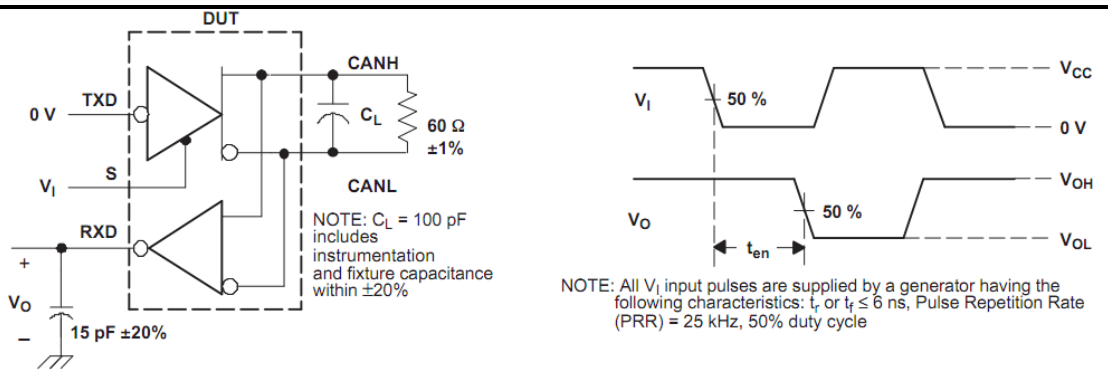 DUT
CANH
TXD
0 V
CL
60 Ω
±1%
S
VI
CANL
RXD
NOTE: CL = 100 pF
includes
instrumentation
and fixture capacitance
within ±20%
+
VO
15 pF ±20%
–
VCC
VI
50 %
0 V
VOH
VO
50 %
ten
VOL
NOTE: All VI input pulses are supplied by a generator having the
following characteristics: tr or tf ≤ 6 ns, Pulse Repetition Rate
(PRR) = 25 kHz, 50% duty cycle